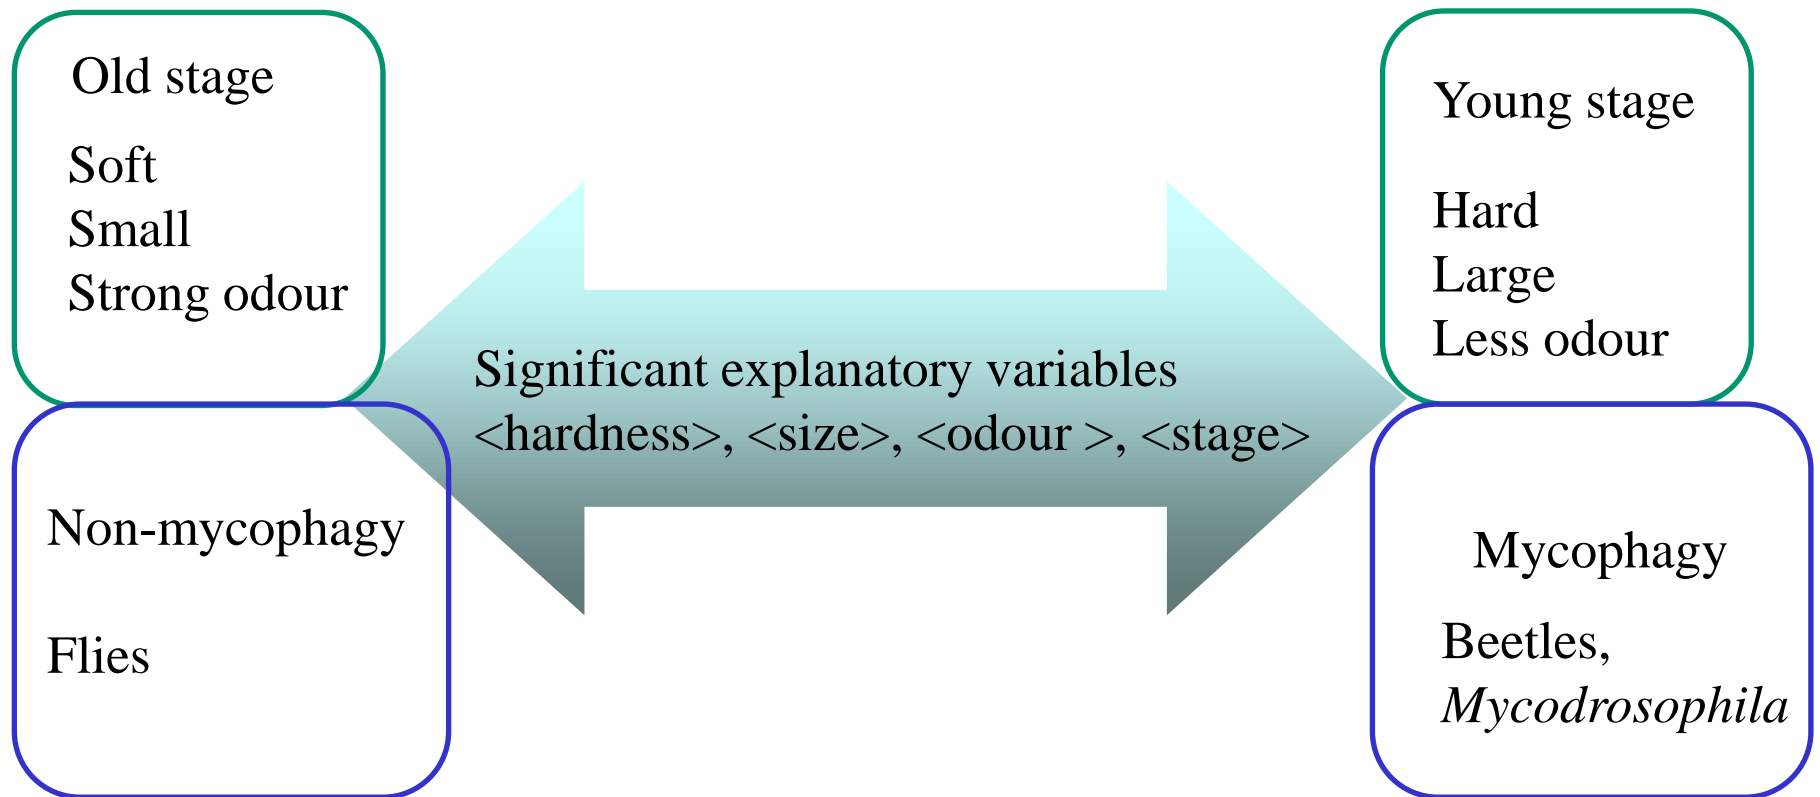 Old stage
Soft
Small
Strong odour
Non-mycophagy
Flies
Significant explanatory variables
<hardness>, <size>, <odour >, <stage>
Young stage
Hard
Large
Less odour
Mycophagy
Beetles,
Mycodrosophila